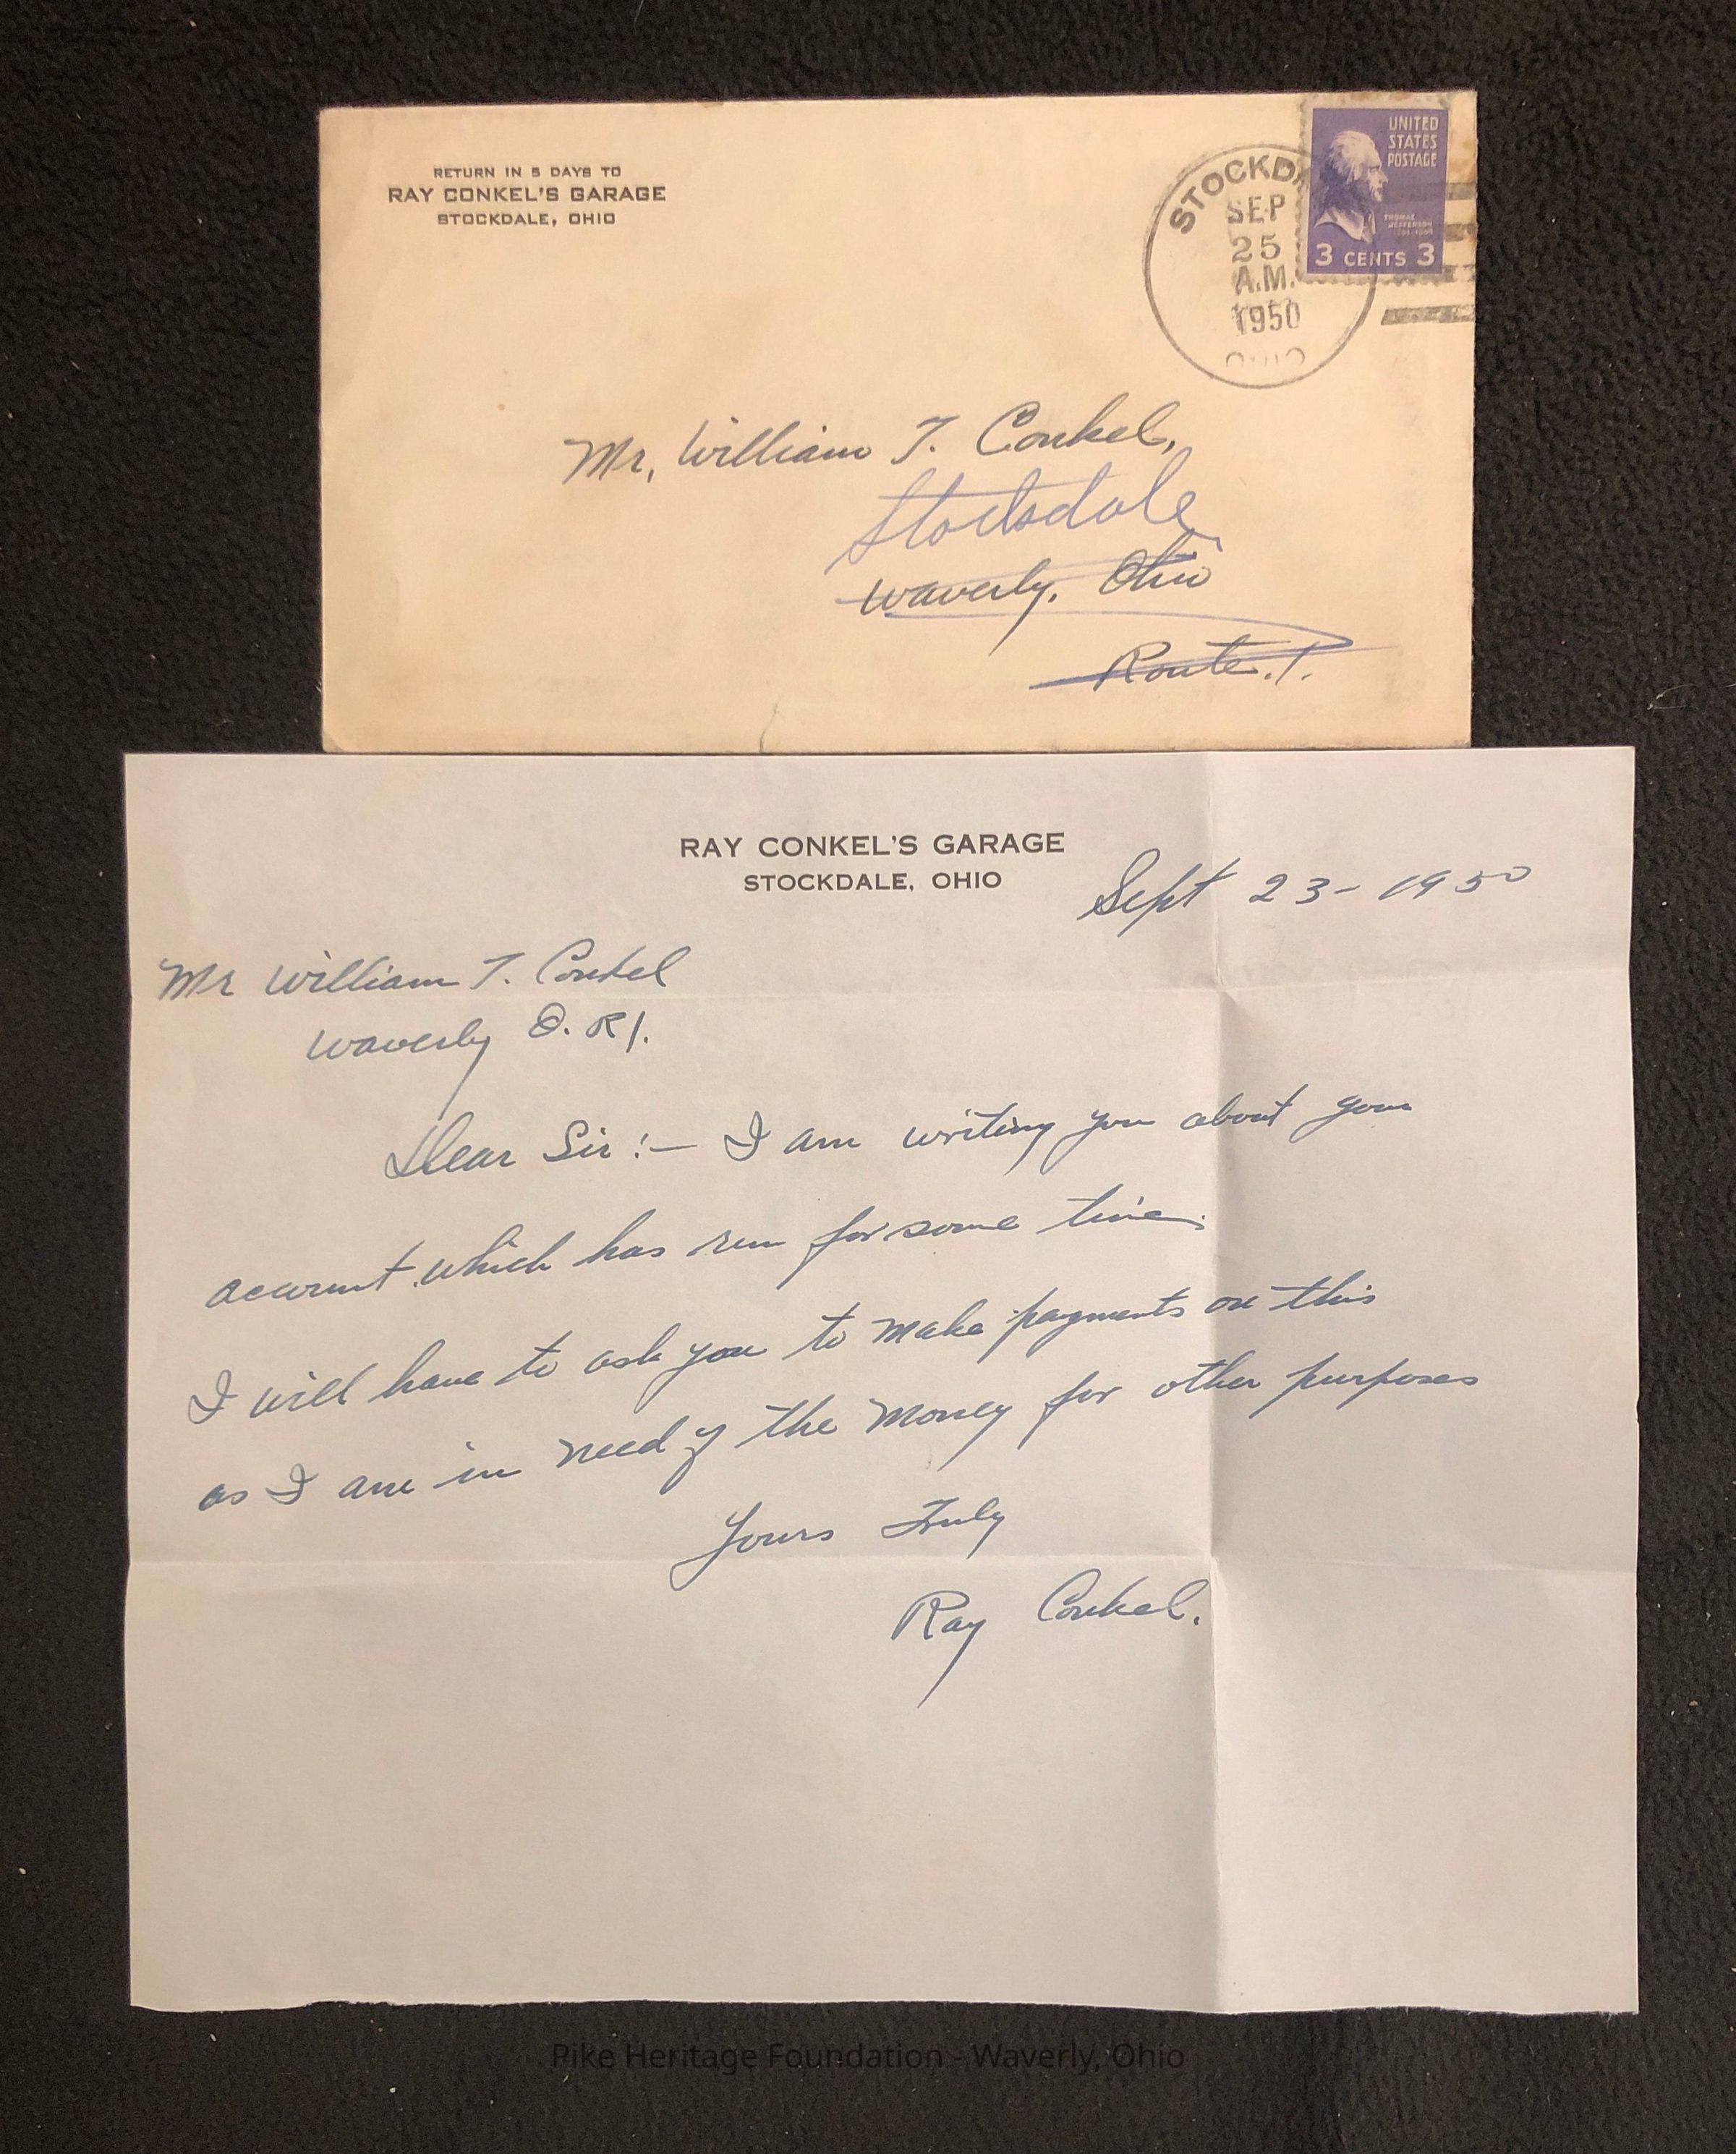 RETURN IN 5 DAYS TO
RAY CONKEL'S GARAGE
STOCKDALE, OHIO
STOCKD
SEP
25
A.M.
1950
OHIO
UNITED
STATES
POSTAGE
THOMAS
JEFFERSON
3 CENTS 3
Mr. William T. Conkel,
Stocksdale
Waverly, Ohio
Route. 1.
RAY CONKEL'S GARAGE
STOCKDALE, OHIO
Sept 23- 1950
Mr William T. Conkel
Waverly O. R1.
Dear Sir:- I am writing you about your
account which has run for some time.
I will have to ask you to make payments on this
as I am in need of the money for other purposes
Yours Truly
Ray Conkel.
Pike Heritage Foundation - Waverly, Ohio